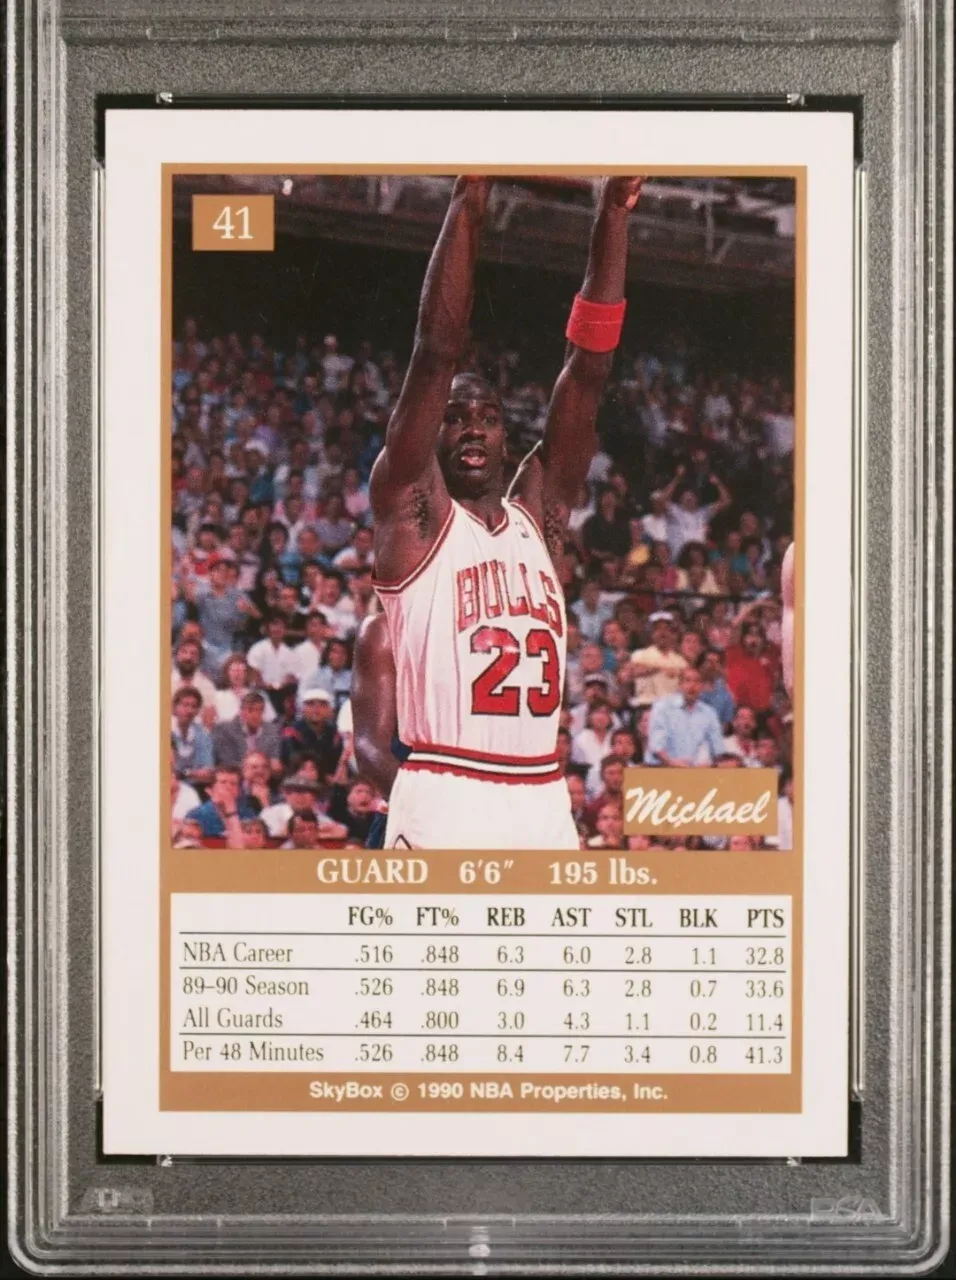 41
BULLS
23
Michael
GUARD 6'6" 195 lbs.
FG% FT% REB AST STL BLK PTS
NBA Career .516 .848 6.3 6.0 2.8 1.1 32.8
89–90 Season .526 .848 6.9 6.3 2.8 0.7 33.6
All Guards .464 .800 3.0 4.3 1.1 0.2 11.4
Per 48 Minutes .526 .848 8.4 7.7 3.4 0.8 41.3
SkyBox © 1990 NBA Properties, Inc.
PSA